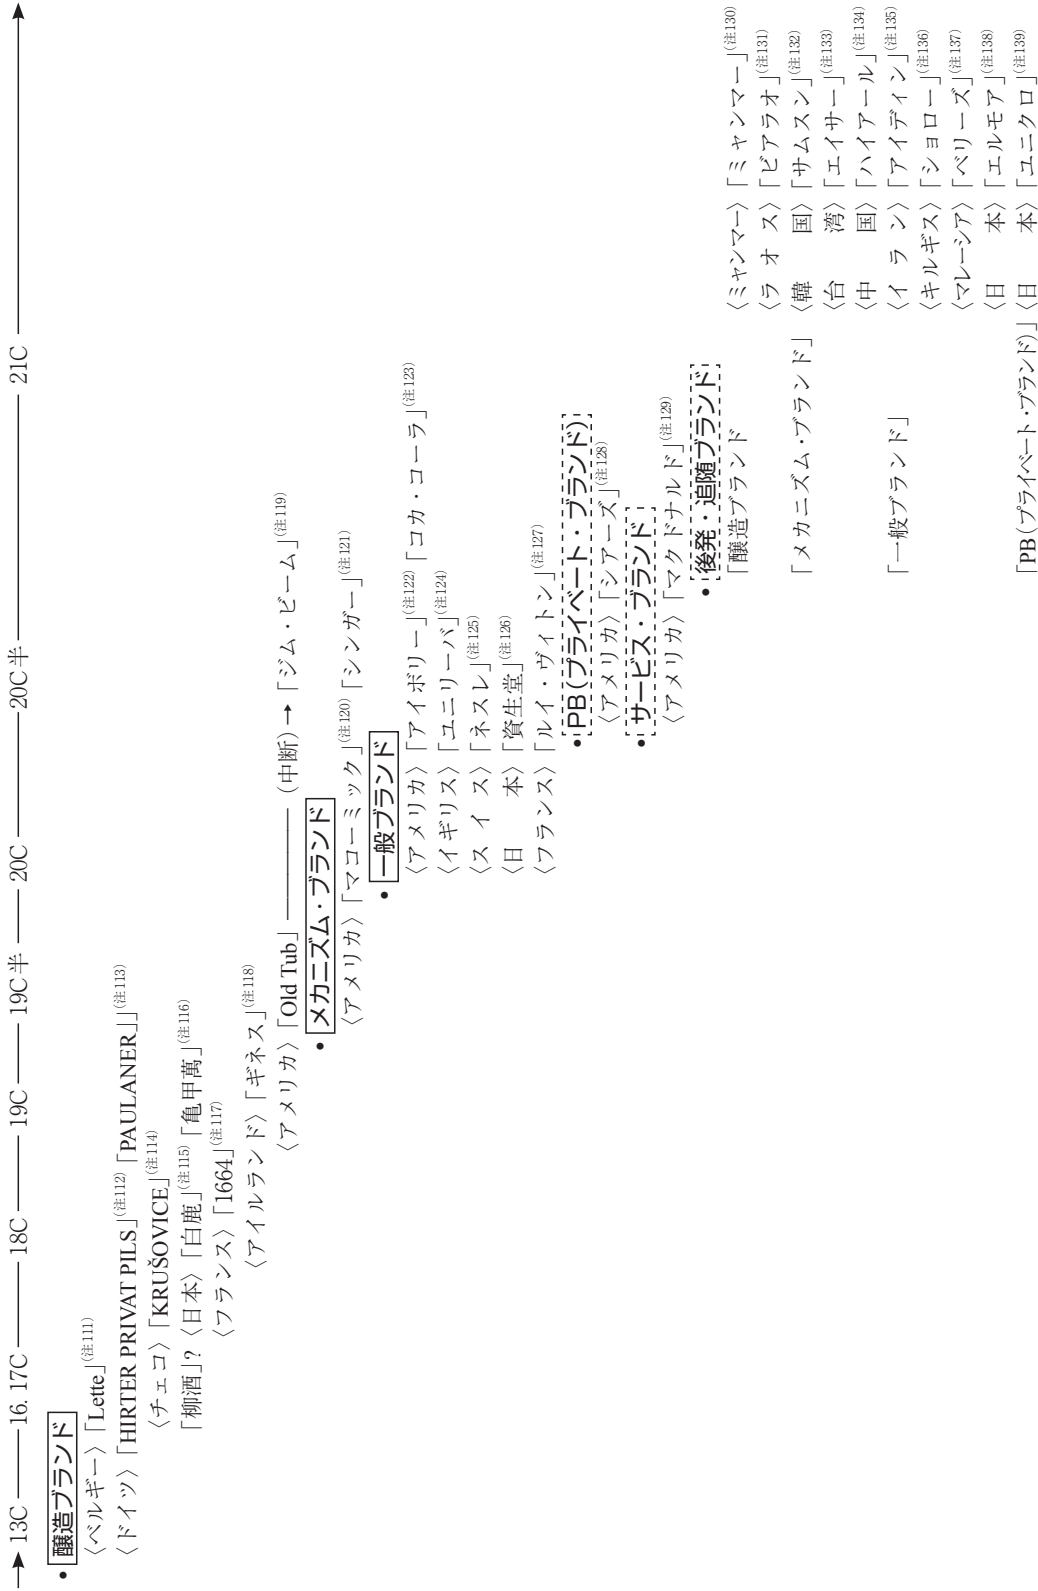 13C 16. 17C 18C 19C 19C半 20C 20C半 21C
• 醸造ブランド
〈ベルギー〉「Lette」(注111)
〈ドイツ〉「HIRTER PRIVAT PILS」(注112)「PAULANER」」(注113)
〈チェコ〉「KRUŠOVICE」(注114)
「柳酒」?〈日本〉「白鹿」(注115)「亀甲萬」(注116)
〈フランス〉「1664」(注117)
〈アイルランド〉「ギネス」(注118)
〈アメリカ〉「Old Tub」―――(中断)→「ジム・ビーム」(注119)
• メカニズム・ブランド
〈アメリカ〉「マコーミック」(注120)「シンガー」(注121)
• 一般ブランド
〈アメリカ〉「アイボリー」(注122)「コカ・コーラ」(注123)
〈イギリス〉「ユニリーバ」(注124)
〈ス イ ス〉「ネスレ」(注125)
〈日 本〉「資生堂」(注126)
〈フランス〉「ルイ・ヴィトン」(注127)
• PB(プライベート・ブランド)
〈アメリカ〉「シアーズ」(注128)
• サービス・ブランド
〈アメリカ〉「マクドナルド」(注129)
• 後発・追随ブランド
「醸造ブランド 〈ミャンマー〉「ミャンマー」(注130)
〈ラ オ ス〉「ビアラオ」(注131)
「メカニズム・ブランド」〈韓 国〉「サムスン」(注132)
〈台 湾〉「エイサー」(注133)
〈中 国〉「ハイアール」(注134)
「一般ブランド」 〈イ ラ ン〉「アイディン」(注135)
〈キルギス〉「ショロー」(注136)
〈マレーシア〉「ベリーズ」(注137)
〈日 本〉「エルモア」(注138)
「PB(プライベート・ブランド)」〈日 本〉「ユニクロ」(注139)